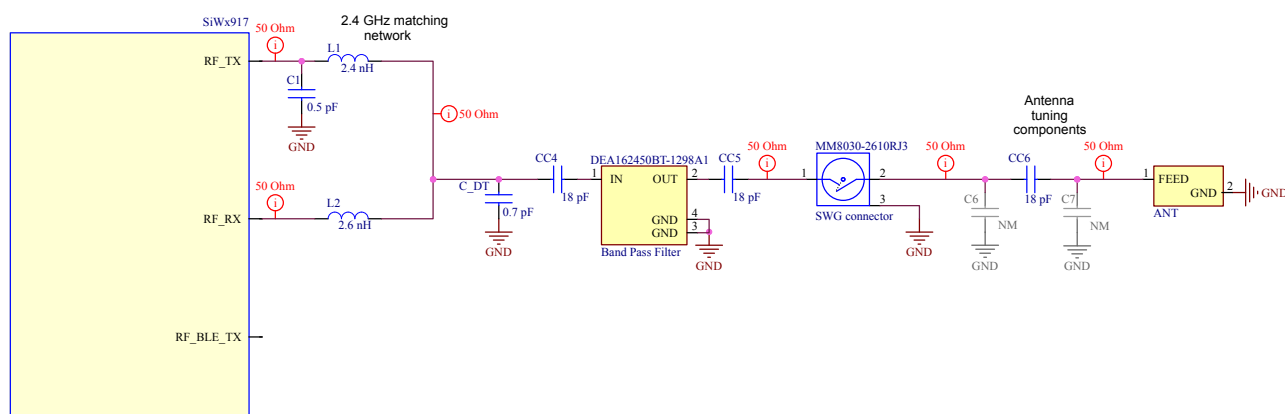 SiWx917
50 Ohm
2.4 GHz matching
network
L1
RF_TX
2.4 nH
C1
0.5 pF
GND
50 Ohm
Antenna
tuning
components
50 Ohm
RF_RX
L2
2.6 nH
C_DT
0.7 pF
GND
CC4
18 pF
DEA162450BT-1298A1
1
IN
OUT
2
GND
4
GND
3
Band Pass Filter
GND
CC5
18 pF
50 Ohm
MM8030-2610RJ3
1
2
3
SWG connector
GND
50 Ohm
C6
NM
GND
CC6
18 pF
C7
NM
GND
50 Ohm
1
FEED
GND
2
GND
ANT
RF_BLE_TX